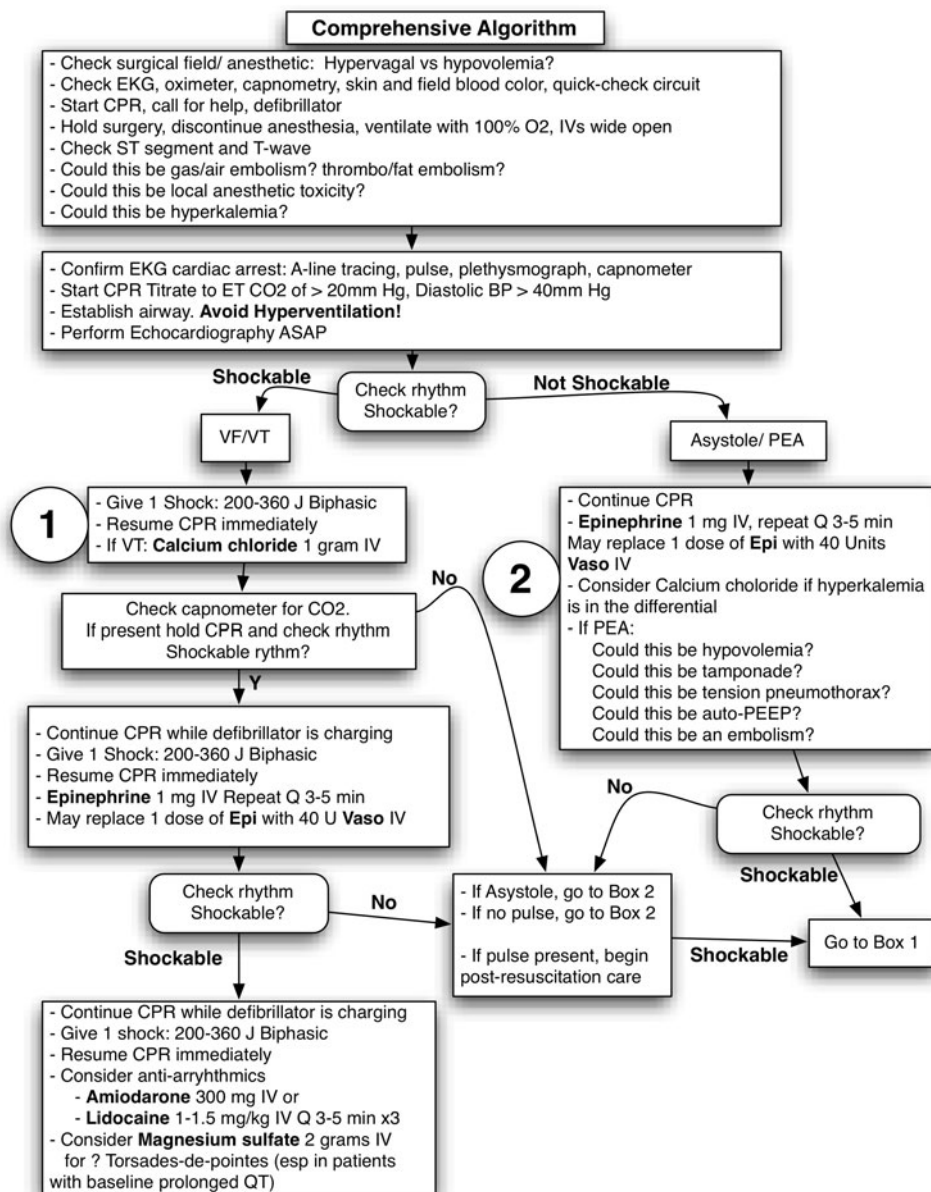 Comprehensive Algorithm
- Check surgical field/ anesthetic:  Hypervagal vs hypovolemia?
- Check EKG, oximeter, capnometry, skin and field blood color, quick-check circuit
- Start CPR, call for help, defibrillator
- Hold surgery, discontinue anesthesia, ventilate with 100% O2, IVs wide open
- Check ST segment and T-wave
- Could this be gas/air embolism? thrombo/fat embolism?
- Could this be local anesthetic toxicity?
- Could this be hyperkalemia?
- Confirm EKG cardiac arrest: A-line tracing, pulse, plethysmograph, capnometer
- Start CPR Titrate to ET CO2 of > 20mm Hg, Diastolic BP > 40mm Hg
- Establish airway. Avoid Hyperventilation!
- Perform Echocardiography ASAP
Check rhythm
Shockable?
Shockable
Not Shockable
VF/VT
Asystole/ PEA
1
- Give 1 Shock: 200-360 J Biphasic
- Resume CPR immediately
- If VT: Calcium chloride 1 gram IV
Check capnometer for CO2.
If present hold CPR and check rhythm
Shockable rythm?
No
Y
- Continue CPR while defibrillator is charging
- Give 1 Shock: 200-360 J Biphasic
- Resume CPR immediately
- Epinephrine 1 mg IV Repeat Q 3-5 min
- May replace 1 dose of Epi with 40 U Vaso IV
Check rhythm
Shockable?
No
Shockable
- Continue CPR while defibrillator is charging
- Give 1 shock: 200-360 J Biphasic
- Resume CPR immediately
- Consider anti-arryhthmics
- Amiodarone 300 mg IV or
- Lidocaine 1-1.5 mg/kg IV Q 3-5 min x3
- Consider Magnesium sulfate 2 grams IV
for ? Torsades-de-pointes (esp in patients
with baseline prolonged QT)
2
- Continue CPR
- Epinephrine 1 mg IV, repeat Q 3-5 min
May replace 1 dose of Epi with 40 Units
Vaso IV
- Consider Calcium choloride if hyperkalemia
is in the differential
- If PEA:
Could this be hypovolemia?
Could this be tamponade?
Could this be tension pneumothorax?
Could this be auto-PEEP?
Could this be an embolism?
Check rhythm
Shockable?
No
Shockable
- If Asystole, go to Box 2
- If no pulse, go to Box 2
- If pulse present, begin
post-resuscitation care
Shockable
Go to Box 1